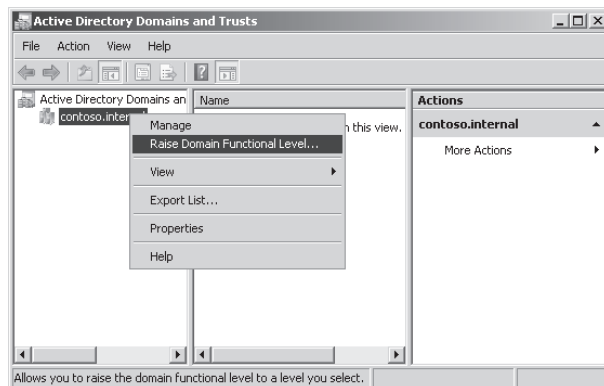 Active Directory Domains and Trusts
File Action View Help
Active Directory Domains an
Name
Actions
contoso.inter
h this view.
contoso.internal
Manage
Raise Domain Functional Level...
More Actions
View
Export List...
Properties
Help
Allows you to raise the domain functional level to a level you select.